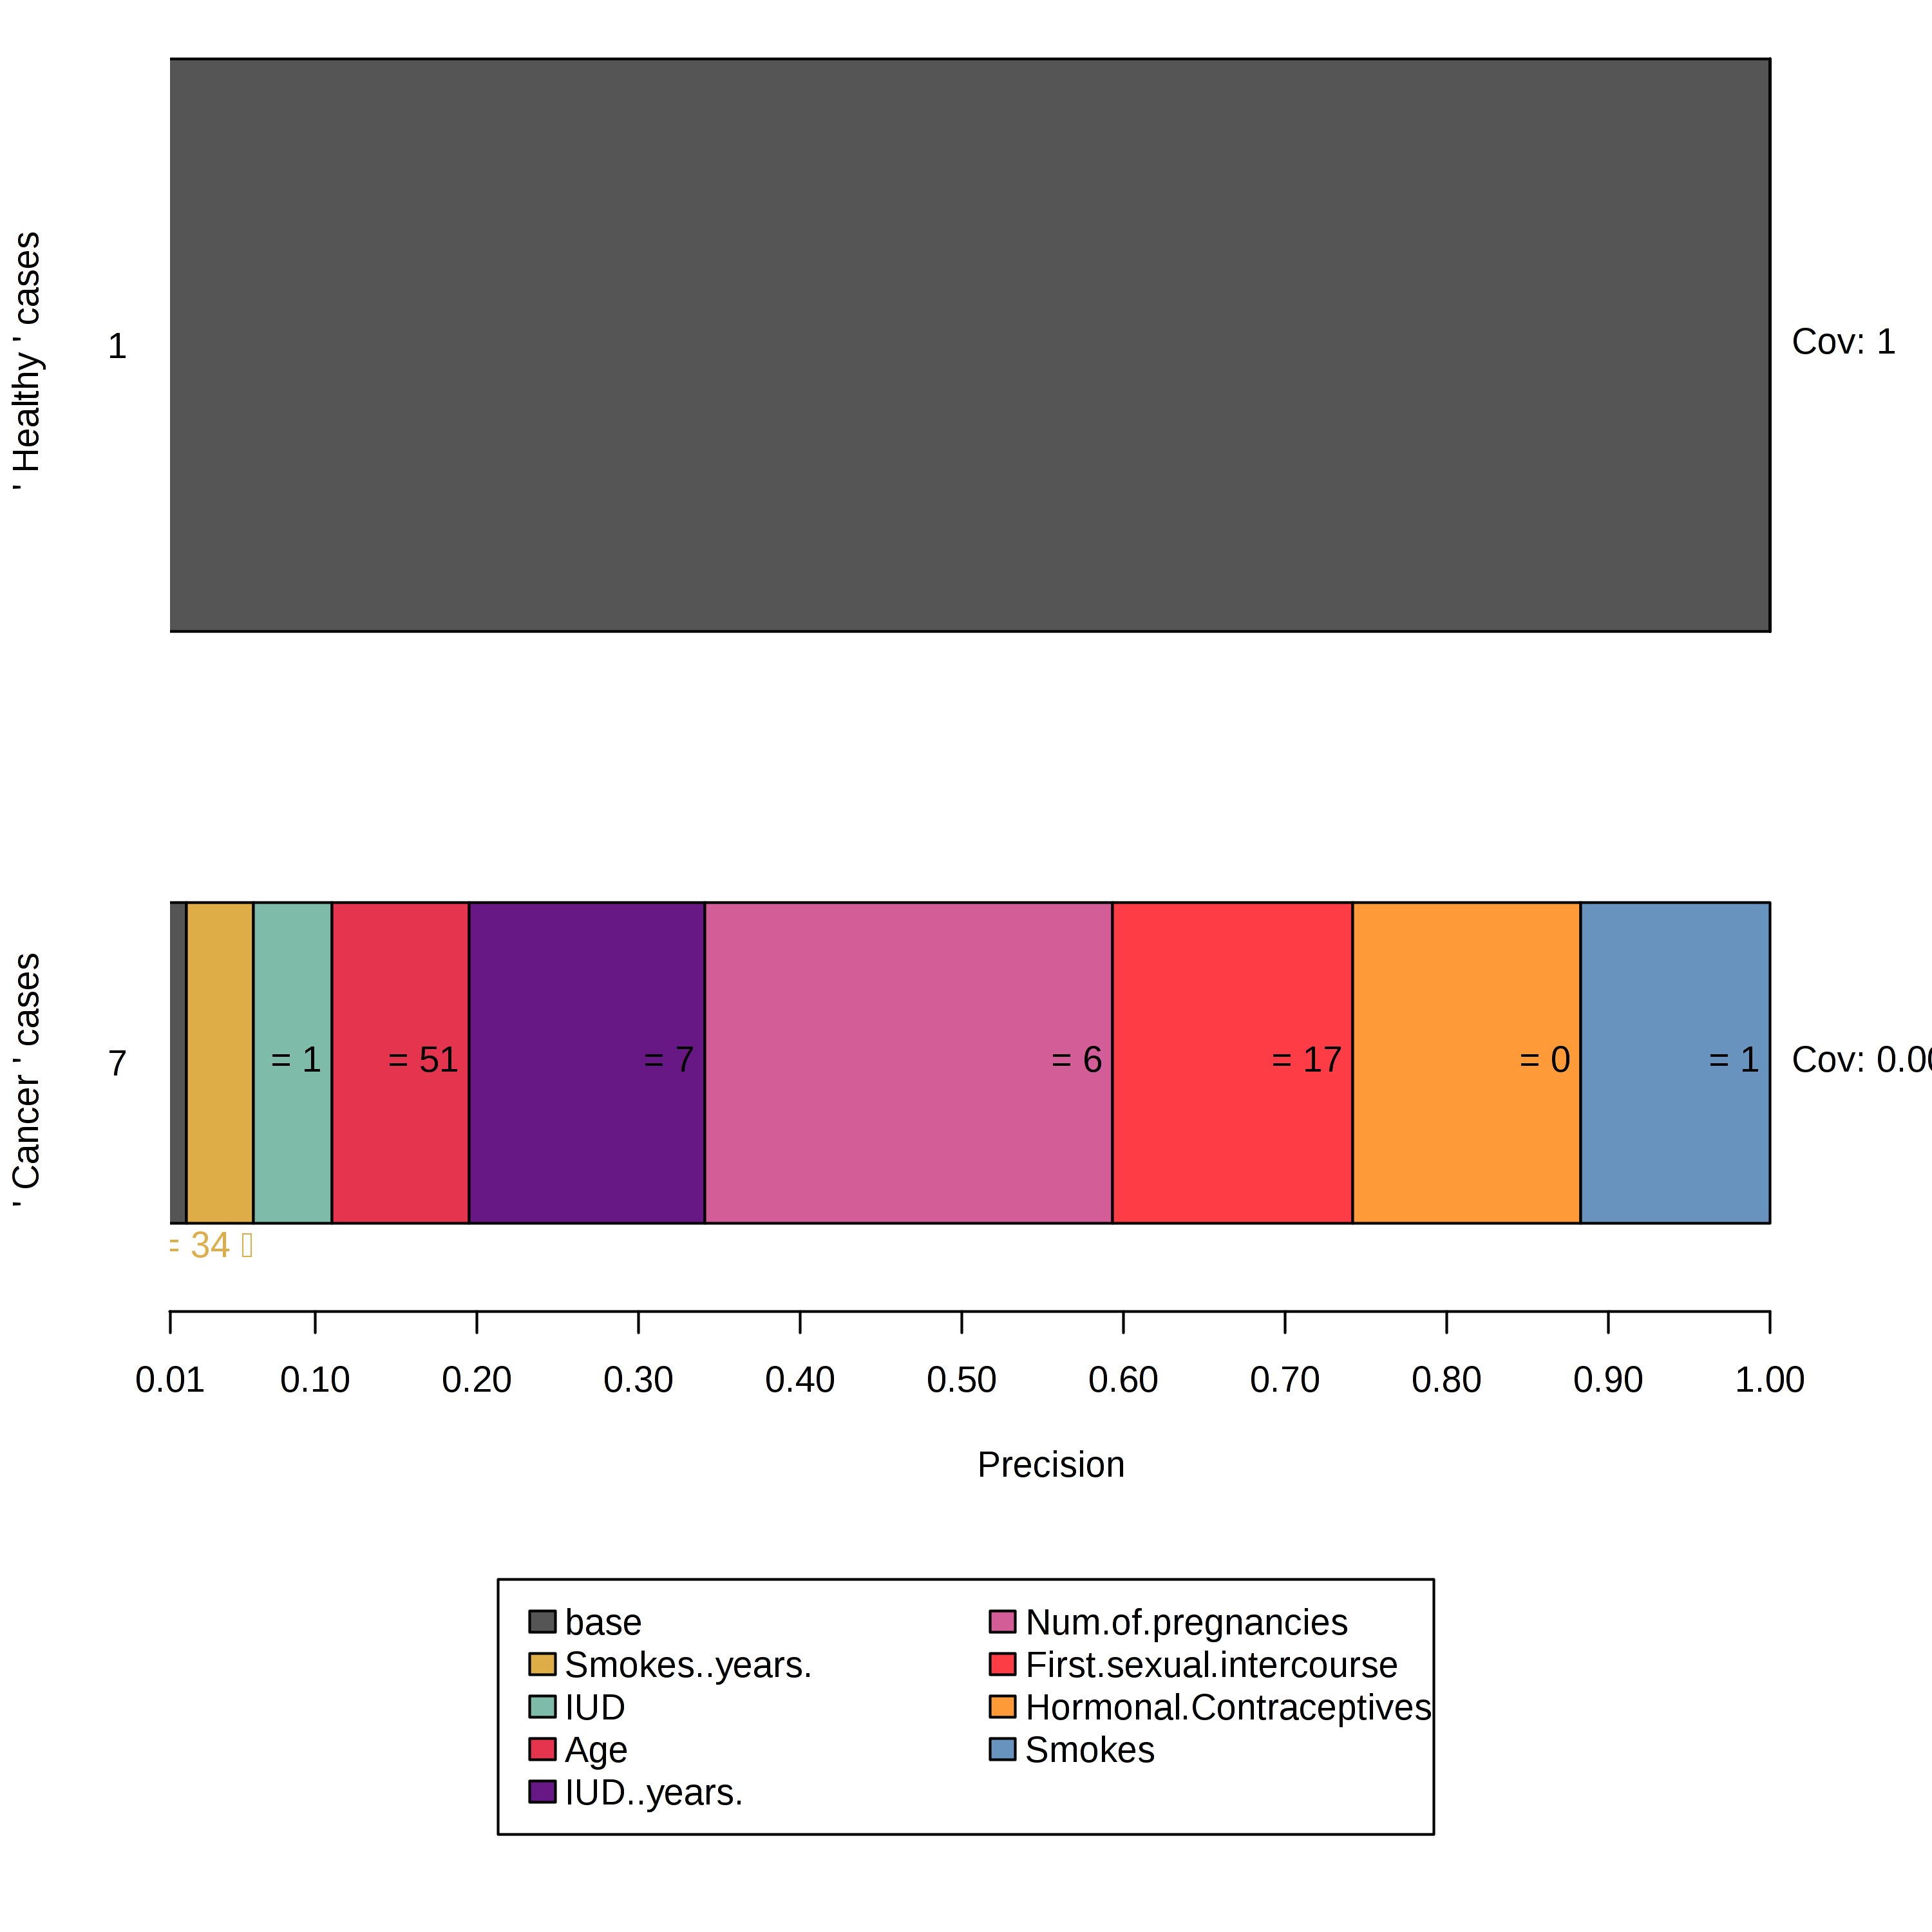 ' Healthy ' cases
1
Cov: 1
' Cancer ' cases
7
= 1
= 51
= 7
= 6
= 17
= 0
= 1
Cov: 0.00
= 34
0.01 0.10 0.20 0.30 0.40 0.50 0.60 0.70 0.80 0.90 1.00
Precision
base
Smokes..years.
IUD
Age
IUD..years.
Num.of.pregnancies
First.sexual.intercourse
Hormonal.Contraceptives
Smokes